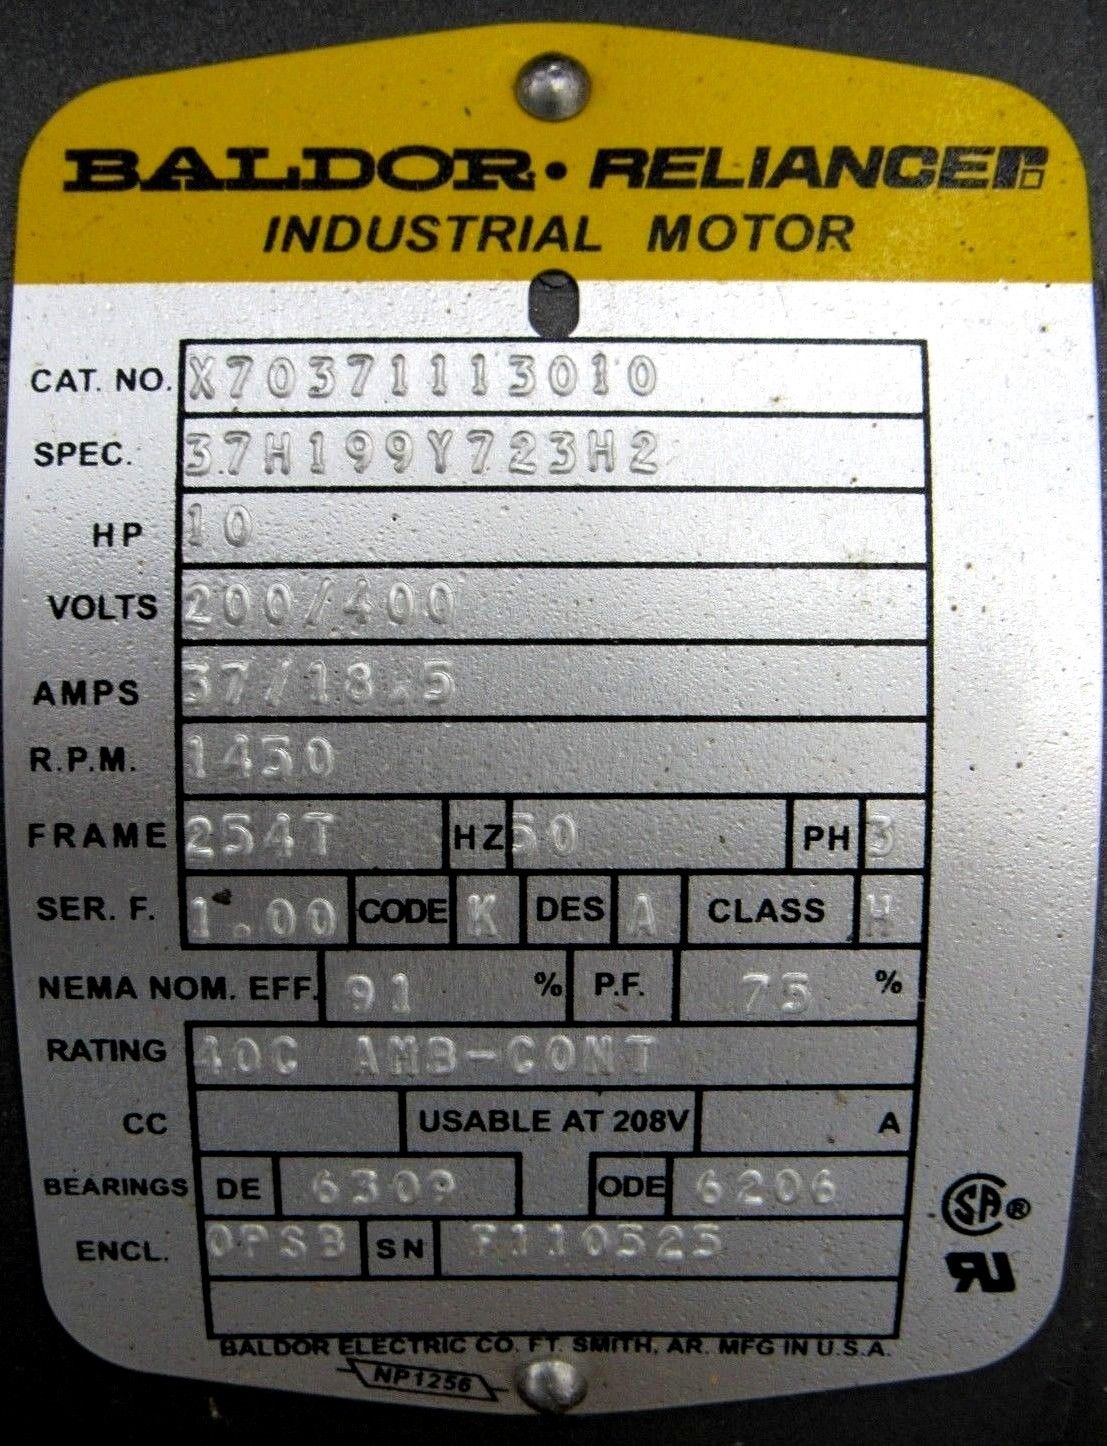 BALDOR • RELIANCER
INDUSTRIAL MOTOR
CAT. NO. X70371113010
SPEC. 37H199Y723H2
HP 10
VOLTS 200/400
AMPS 37/18.5
R.P.M. 1450
FRAME 254T HZ 50 PH 3
SER. F. 1.00 CODE K DES A CLASS H
NEMA NOM. EFF. 91 % P.F. 75 %
RATING 40C AMB-CONT
CC USABLE AT 208V A
BEARINGS DE 6309 ODE 6206
ENCL. OPSB SN F110525
BALDOR ELECTRIC CO. FT. SMITH, AR. MFG IN U.S.A.
NP1256
SA ®
RU